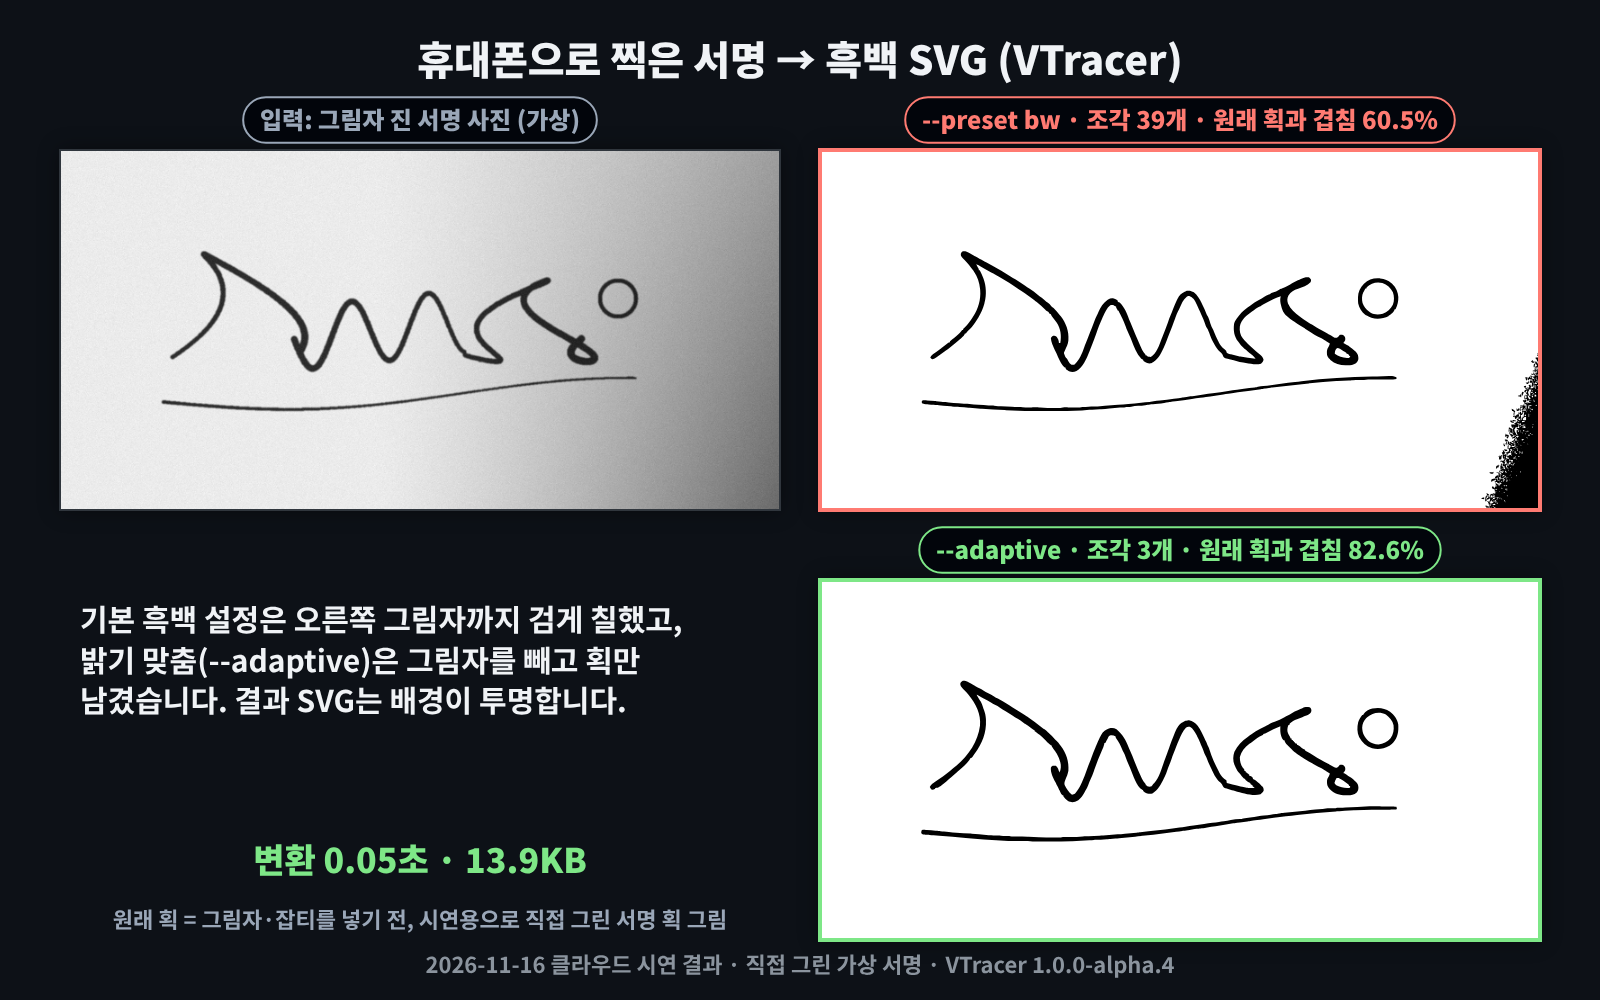 휴대폰으로 찍은 서명 → 흑백 SVG (VTracer)
입력: 그림자 진 서명 사진 (가상)
--preset bw · 조각 39개 · 원래 획과 겹침 60.5%
--adaptive · 조각 3개 · 원래 획과 겹침 82.6%
기본 흑백 설정은 오른쪽 그림자까지 검게 칠했고,
밝기 맞춤(--adaptive)은 그림자를 빼고 획만
남겼습니다. 결과 SVG는 배경이 투명합니다.
변환 0.05초 · 13.9KB
원래 획 = 그림자·잡티를 넣기 전, 시연용으로 직접 그린 서명 획 그림
2026-11-16 클라우드 시연 결과 · 직접 그린 가상 서명 · VTracer 1.0.0-alpha.4